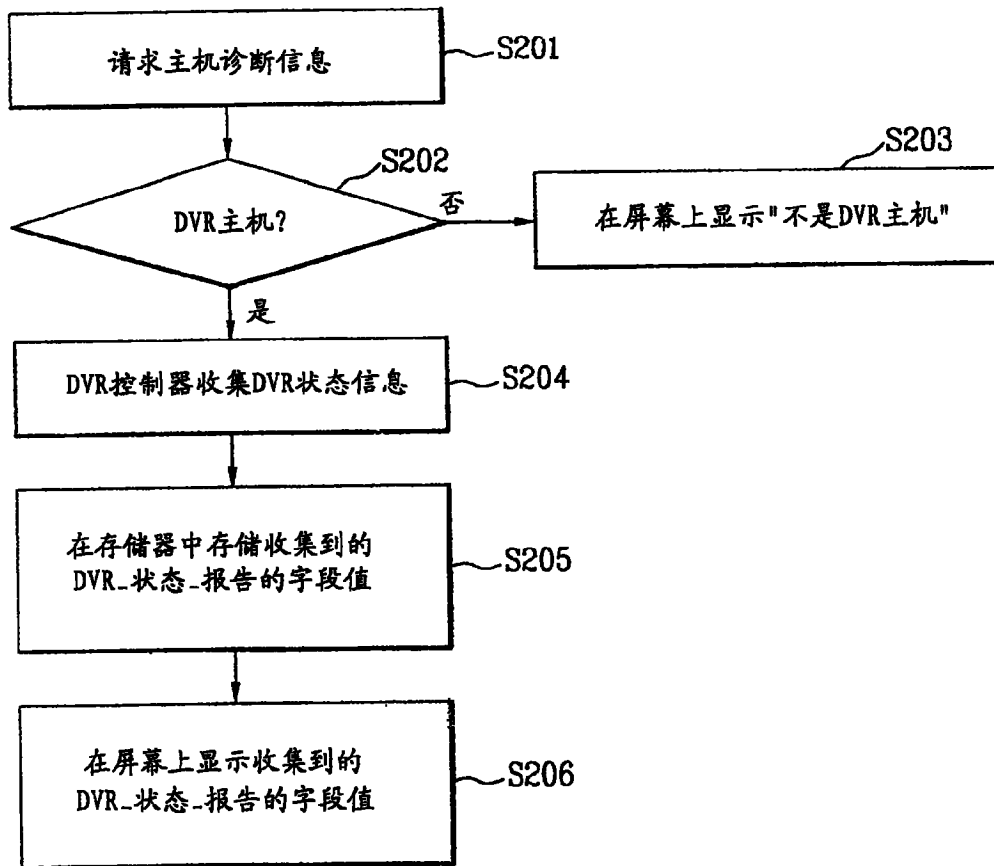 请求主机诊断信息
S201
DVR主机?
S202
否
S203
在屏幕上显示"不是DVR主机"
是
DVR控制器收集DVR状态信息
S204
在存储器中存储收集到的
DVR_状态_报告的字段值
S205
在屏幕上显示收集到的
DVR_状态_报告的字段值
S206